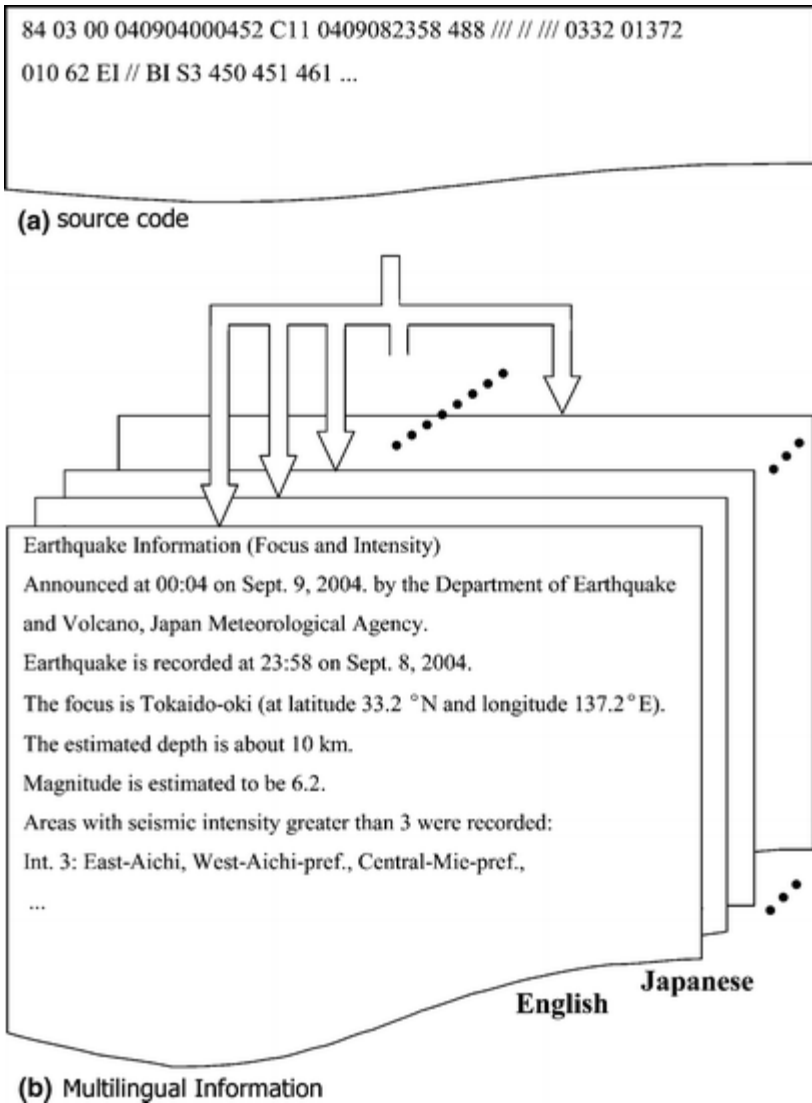 84 03 00 040904000452 C11 0409082358 488 /// // /// 0332 01372
010 62 EI // BI S3 450 451 461 ...
(a) source code
Earthquake Information (Focus and Intensity)
Announced at 00:04 on Sept. 9, 2004. by the Department of Earthquake
and Volcano, Japan Meteorological Agency.
Earthquake is recorded at 23:58 on Sept. 8, 2004.
The focus is Tokaido-oki (at latitude 33.2 °N and longitude 137.2°E).
The estimated depth is about 10 km.
Magnitude is estimated to be 6.2.
Areas with seismic intensity greater than 3 were recorded:
Int. 3: East-Aichi, West-Aichi-pref., Central-Mie-pref.,
...
English
Japanese
(b) Multilingual Information